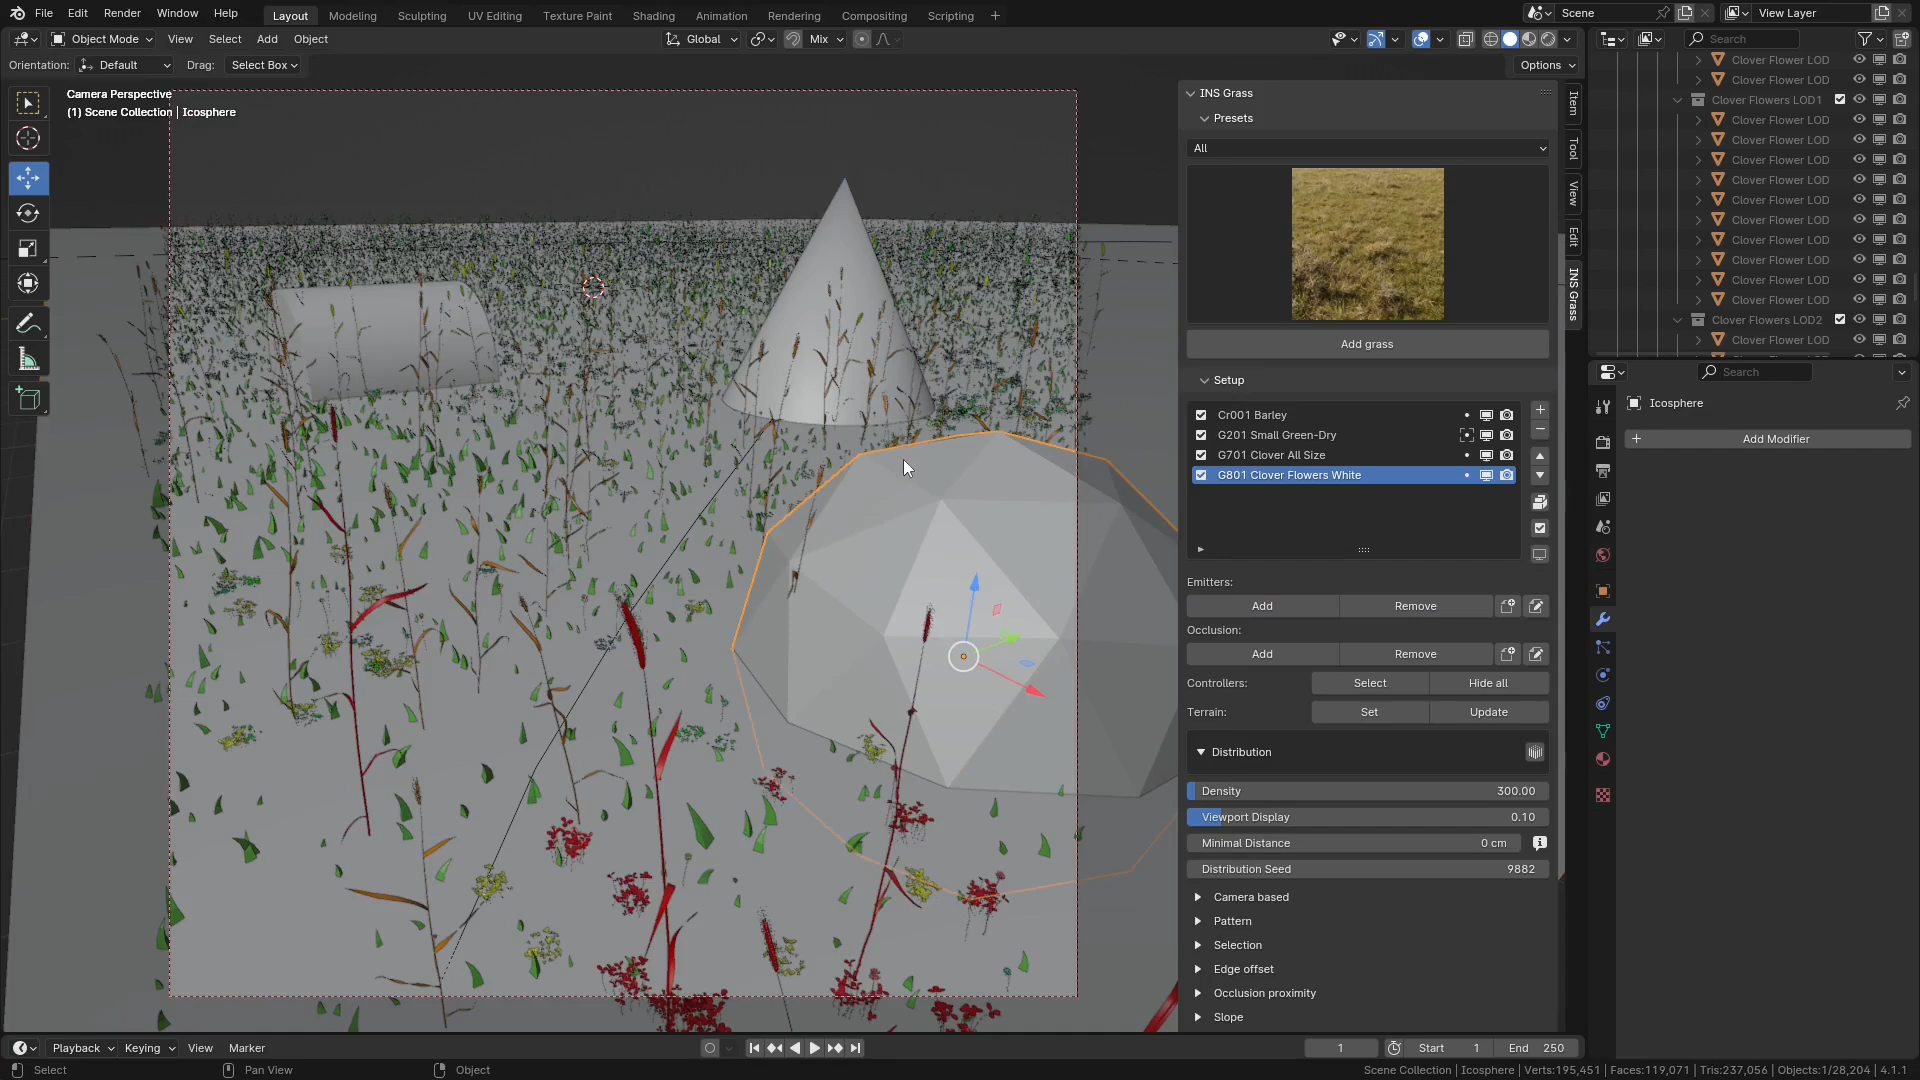 File Edit Render Window Help Layout Modeling Sculpting UV Editing Texture Paint Shading Animation Rendering Compositing Scripting + Scene View Layer
Object Mode View Select Add Object Global Mix Search
Orientation: Default Drag: Select Box Options
Camera Perspective
(1) Scene Collection | Icosphere
INS Grass
Presets
All
Add grass
Setup
Cr001 Barley
G201 Small Green-Dry
G701 Clover All Size
G801 Clover Flowers White
Emitters:
Add Remove
Occlusion:
Add Remove
Controllers: Select Hide all
Terrain: Set Update
Distribution
Density 300.00
Viewport Display 0.10
Minimal Distance 0 cm
Distribution Seed 9882
Camera based
Pattern
Selection
Edge offset
Occlusion proximity
Slope
Item
Tool
View
Edit
INS Grass
Clover Flower LOD
Clover Flower LOD
Clover Flowers LOD1
Clover Flower LOD
Clover Flower LOD
Clover Flower LOD
Clover Flower LOD
Clover Flower LOD
Clover Flower LOD
Clover Flower LOD
Clover Flower LOD
Clover Flower LOD
Clover Flower LOD
Clover Flowers LOD2
Clover Flower LOD
Search
Icosphere
Add Modifier
Playback Keying View Marker 1 Start 1 End 250
Select Pan View Object Scene Collection | Icosphere | Verts:195,451 | Faces:119,071 | Tris:237,056 | Objects:1/28,204 | 4.1.1